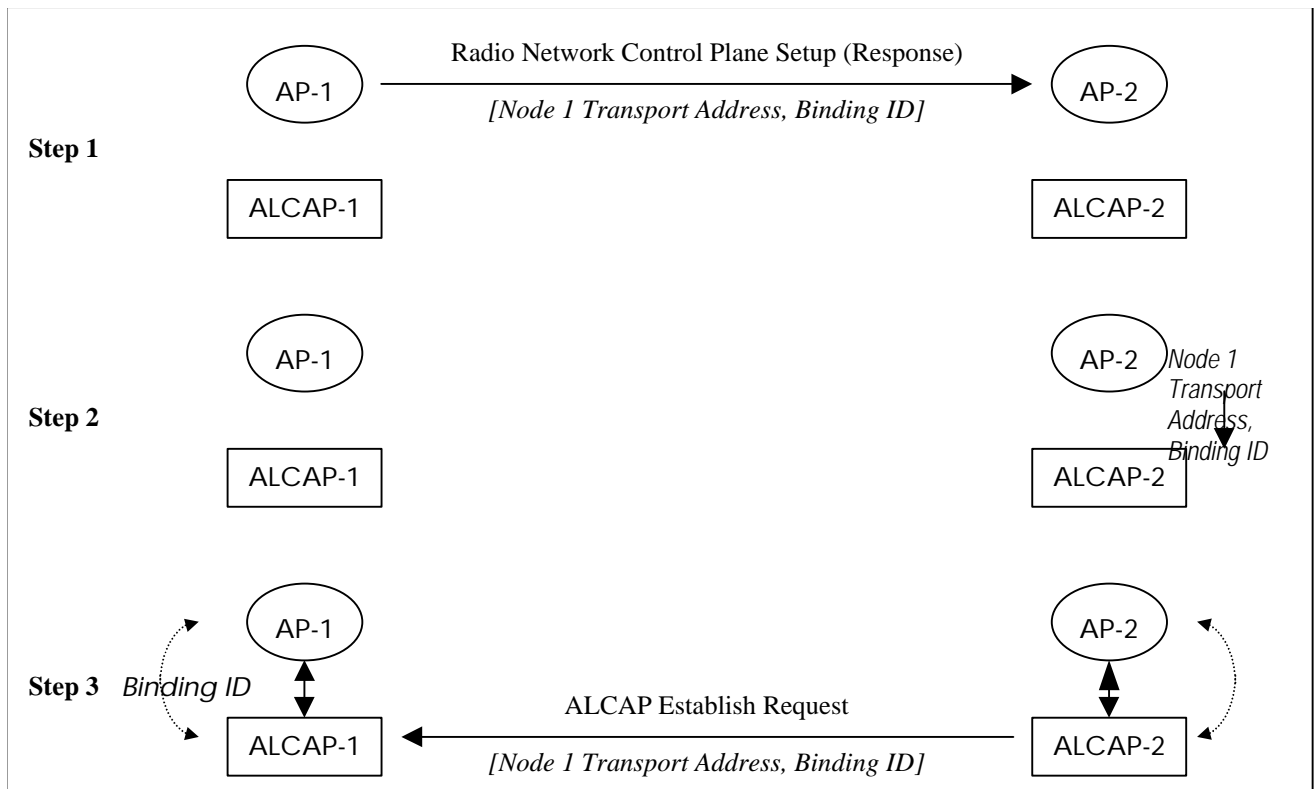 Radio Network Control Plane Setup (Response)
AP-1
AP-2
[Node 1 Transport Address, Binding ID]
Step 1
ALCAP-1
ALCAP-2
AP-1
AP-2
Node 1
Transport
Address,
Binding ID
Step 2
ALCAP-1
ALCAP-2
AP-1
AP-2
Step 3
Binding ID
ALCAP Establish Request
ALCAP-1
ALCAP-2
[Node 1 Transport Address, Binding ID]